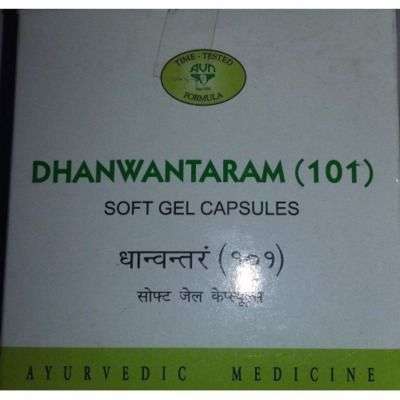 TIME - TESTED
AVN
FORMULA
DHANWANTARAM (101)
SOFT GEL CAPSULES
धान्वन्तरं (१०१)
सोफ्ट जेल केप्सूल्स
AYURVEDIC MEDICINE